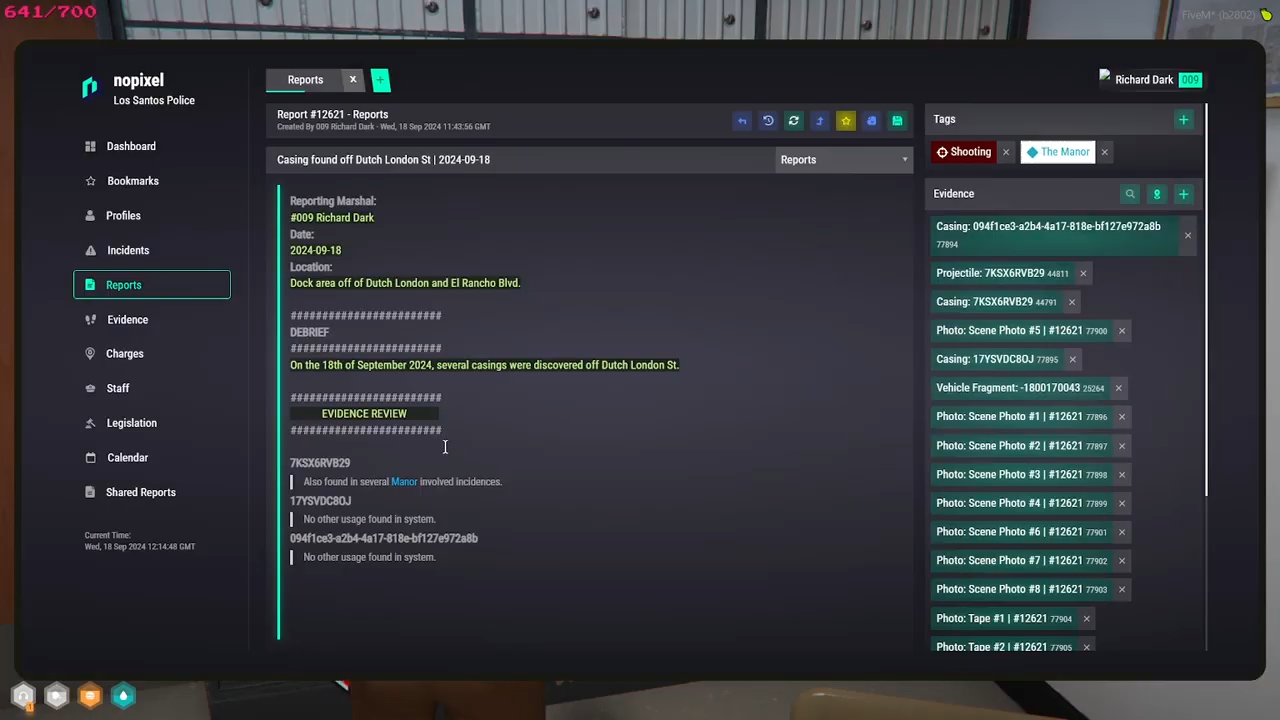 641/700
FiveM* (b2802)
nopixel
Los Santos Police
Dashboard
Bookmarks
Profiles
Incidents
Reports
Evidence
Charges
Staff
Legislation
Calendar
Shared Reports
Current Time:
Wed, 18 Sep 2024 12:14:48 GMT
Reports x +
Richard Dark 009
Report #12621 - Reports
Created By 009 Richard Dark - Wed, 18 Sep 2024 11:43:56 GMT
Casing found off Dutch London St | 2024-09-18
Reports
Reporting Marshal:
#009 Richard Dark
Date:
2024-09-18
Location:
Dock area off of Dutch London and El Rancho Blvd.
########################
DEBRIEF
########################
On the 18th of September 2024, several casings were discovered off Dutch London St.
########################
EVIDENCE REVIEW
########################
7KSX6RVB29
Also found in several Manor involved incidences.
17YSVDC8OJ
No other usage found in system.
094f1ce3-a2b4-4a17-818e-bf127e972a8b
No other usage found in system.
Tags
Shooting
The Manor
Evidence
Casing: 094f1ce3-a2b4-4a17-818e-bf127e972a8b
77894
Projectile: 7KSX6RVB29 44811
Casing: 7KSX6RVB29 44791
Photo: Scene Photo #5 | #12621 77900
Casing: 17YSVDC8OJ 77895
Vehicle Fragment: -1800170043 25264
Photo: Scene Photo #1 | #12621 77896
Photo: Scene Photo #2 | #12621 77897
Photo: Scene Photo #3 | #12621 77898
Photo: Scene Photo #4 | #12621 77899
Photo: Scene Photo #6 | #12621 77901
Photo: Scene Photo #7 | #12621 77902
Photo: Scene Photo #8 | #12621 77903
Photo: Tape #1 | #12621 77904
Photo: Tape #2 | #12621 77905